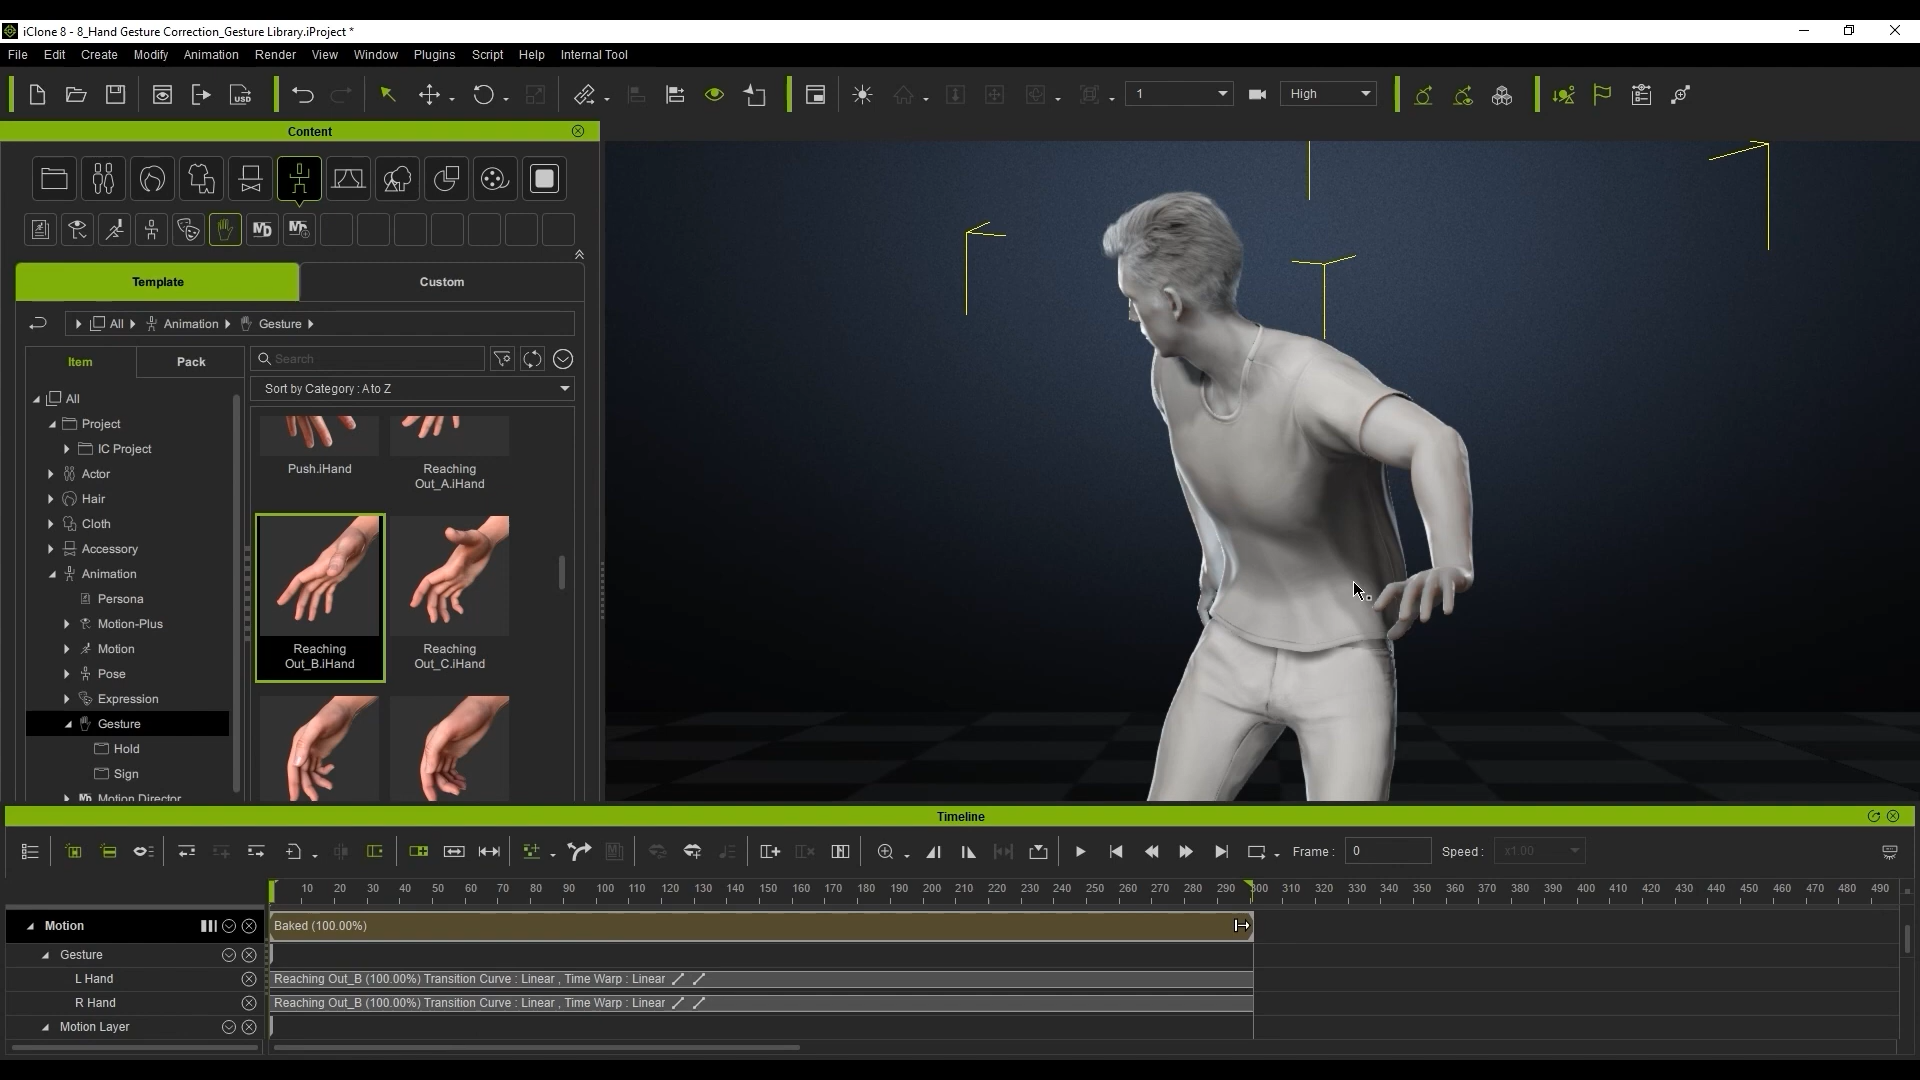 iClone 8 - 8_Hand Gesture Correction_Gesture Library.iProject *
File Edit Create Modify Animation Render View Window Plugins Script Help Internal Tool
USD
1
High
Content
MD
Template
Custom
All
Animation
Gesture
Item
Pack
Search
Sort by Category : A to Z
All
Project
IC Project
Actor
Hair
Cloth
Accessory
Animation
Persona
Motion-Plus
Motion
Pose
Expression
Gesture
Hold
Sign
Motion Director
Push.iHand
Reaching
Out_A.iHand
Reaching
Out_B.iHand
Reaching
Out_C.iHand
Timeline
Frame : 0
Speed : x1.00
10 20 30 40 50 60 70 80 90 100 110 120 130 140 150 160 170 180 190 200 210 220 230 240 250 260 270 280 290 300 310 320 330 340 350 360 370 380 390 400 410 420 430 440 450 460 470 480 490
Motion
Baked (100.00%)
Gesture
L Hand
Reaching Out_B (100.00%) Transition Curve : Linear , Time Warp : Linear
R Hand
Reaching Out_B (100.00%) Transition Curve : Linear , Time Warp : Linear
Motion Layer